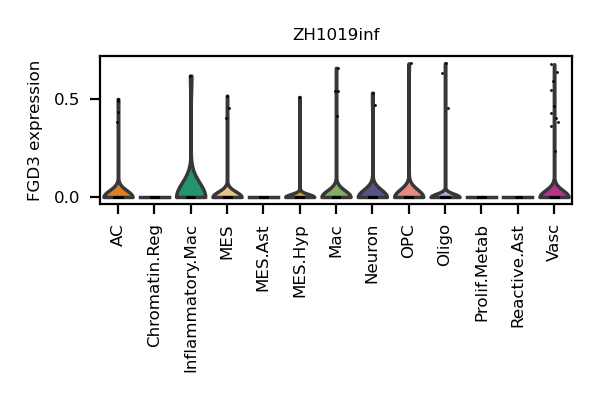 ZH1019inf
FGD3 expression
0.5
0.0
AC
Chromatin.Reg
Inflammatory.Mac
MES
MES.Ast
MES.Hyp
Mac
Neuron
OPC
Oligo
Prolif.Metab
Reactive.Ast
Vasc